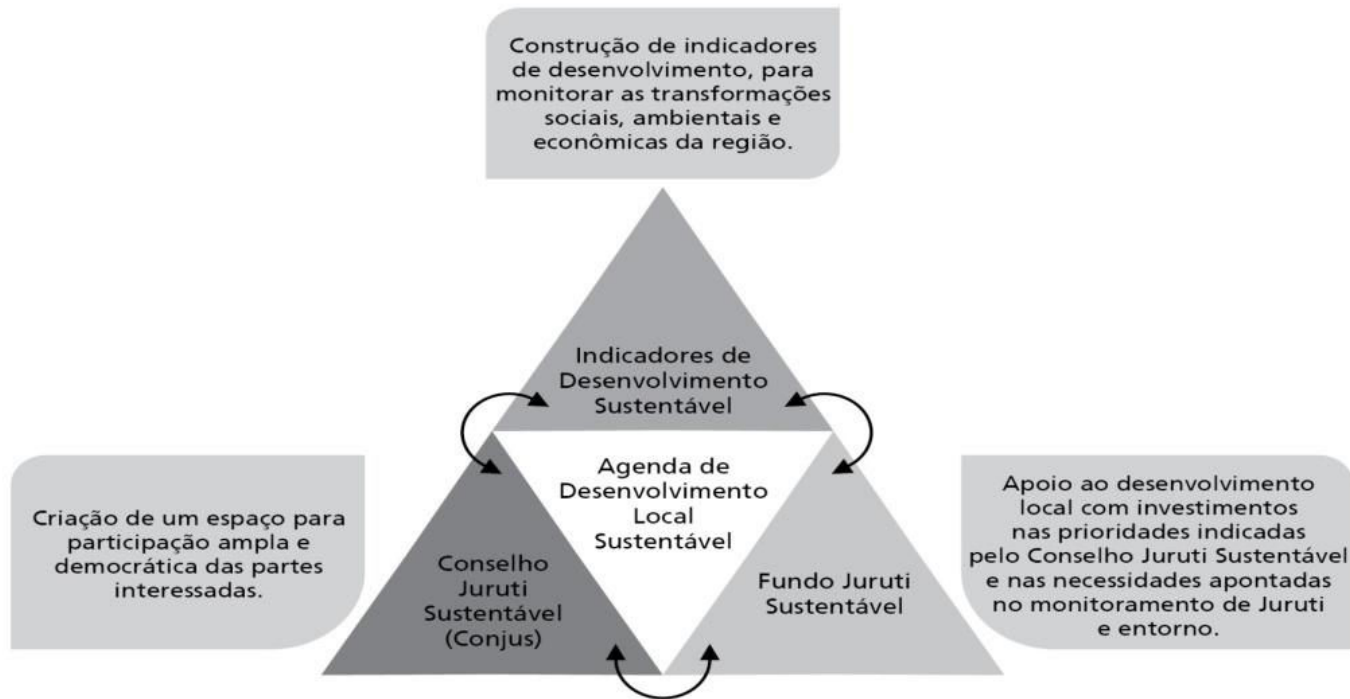 Construção de indicadores
de desenvolvimento, para
monitorar as transformações
sociais, ambientais e
econômicas da região.
Indicadores de
Desenvolvimento
Sustentável
Agenda de
Desenvolvimento
Local
Sustentável
Criação de um espaço para
participação ampla e
democrática das partes
interessadas.
Conselho
Juruti
Sustentável
(Conjus)
Fundo Juruti
Sustentável
Apoio ao desenvolvimento
local com investimentos
nas prioridades indicadas
pelo Conselho Juruti Sustentável
e nas necessidades apontadas
no monitoramento de Juruti
e entorno.